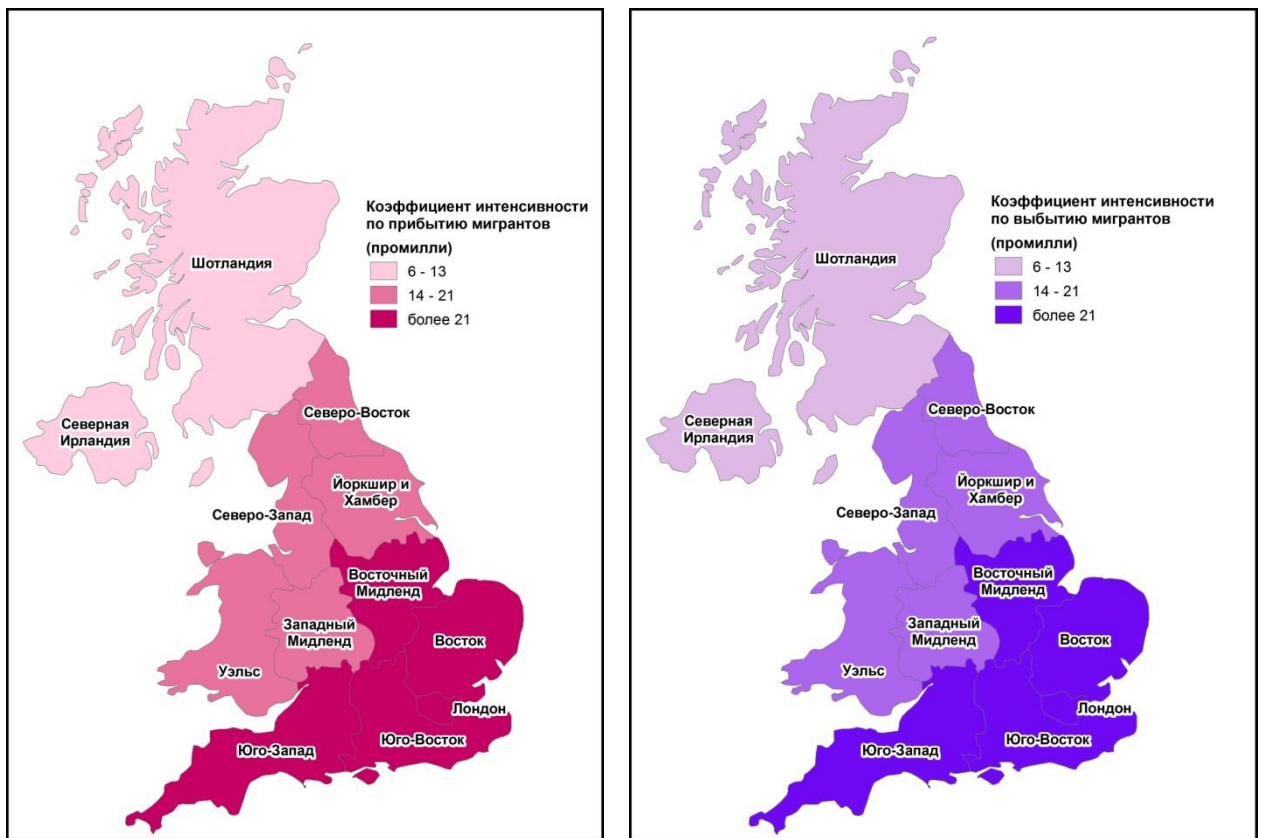 Коэффициент интенсивности
по прибытию мигрантов
(промилли)
6 - 13
14 - 21
более 21
Шотландия
Северная
Ирландия
Северо-Восток
Йоркшир и
Хамбер
Северо-Запад
Восточный
Мидленд
Западный
Мидленд
Восток
Уэльс
Лондон
Юго-Запад
Юго-Восток
Коэффициент интенсивности
по выбытию мигрантов
(промилли)
6 - 13
14 - 21
более 21
Шотландия
Северная
Ирландия
Северо-Восток
Йоркшир и
Хамбер
Северо-Запад
Восточный
Мидленд
Западный
Мидленд
Восток
Уэльс
Лондон
Юго-Запад
Юго-Восток